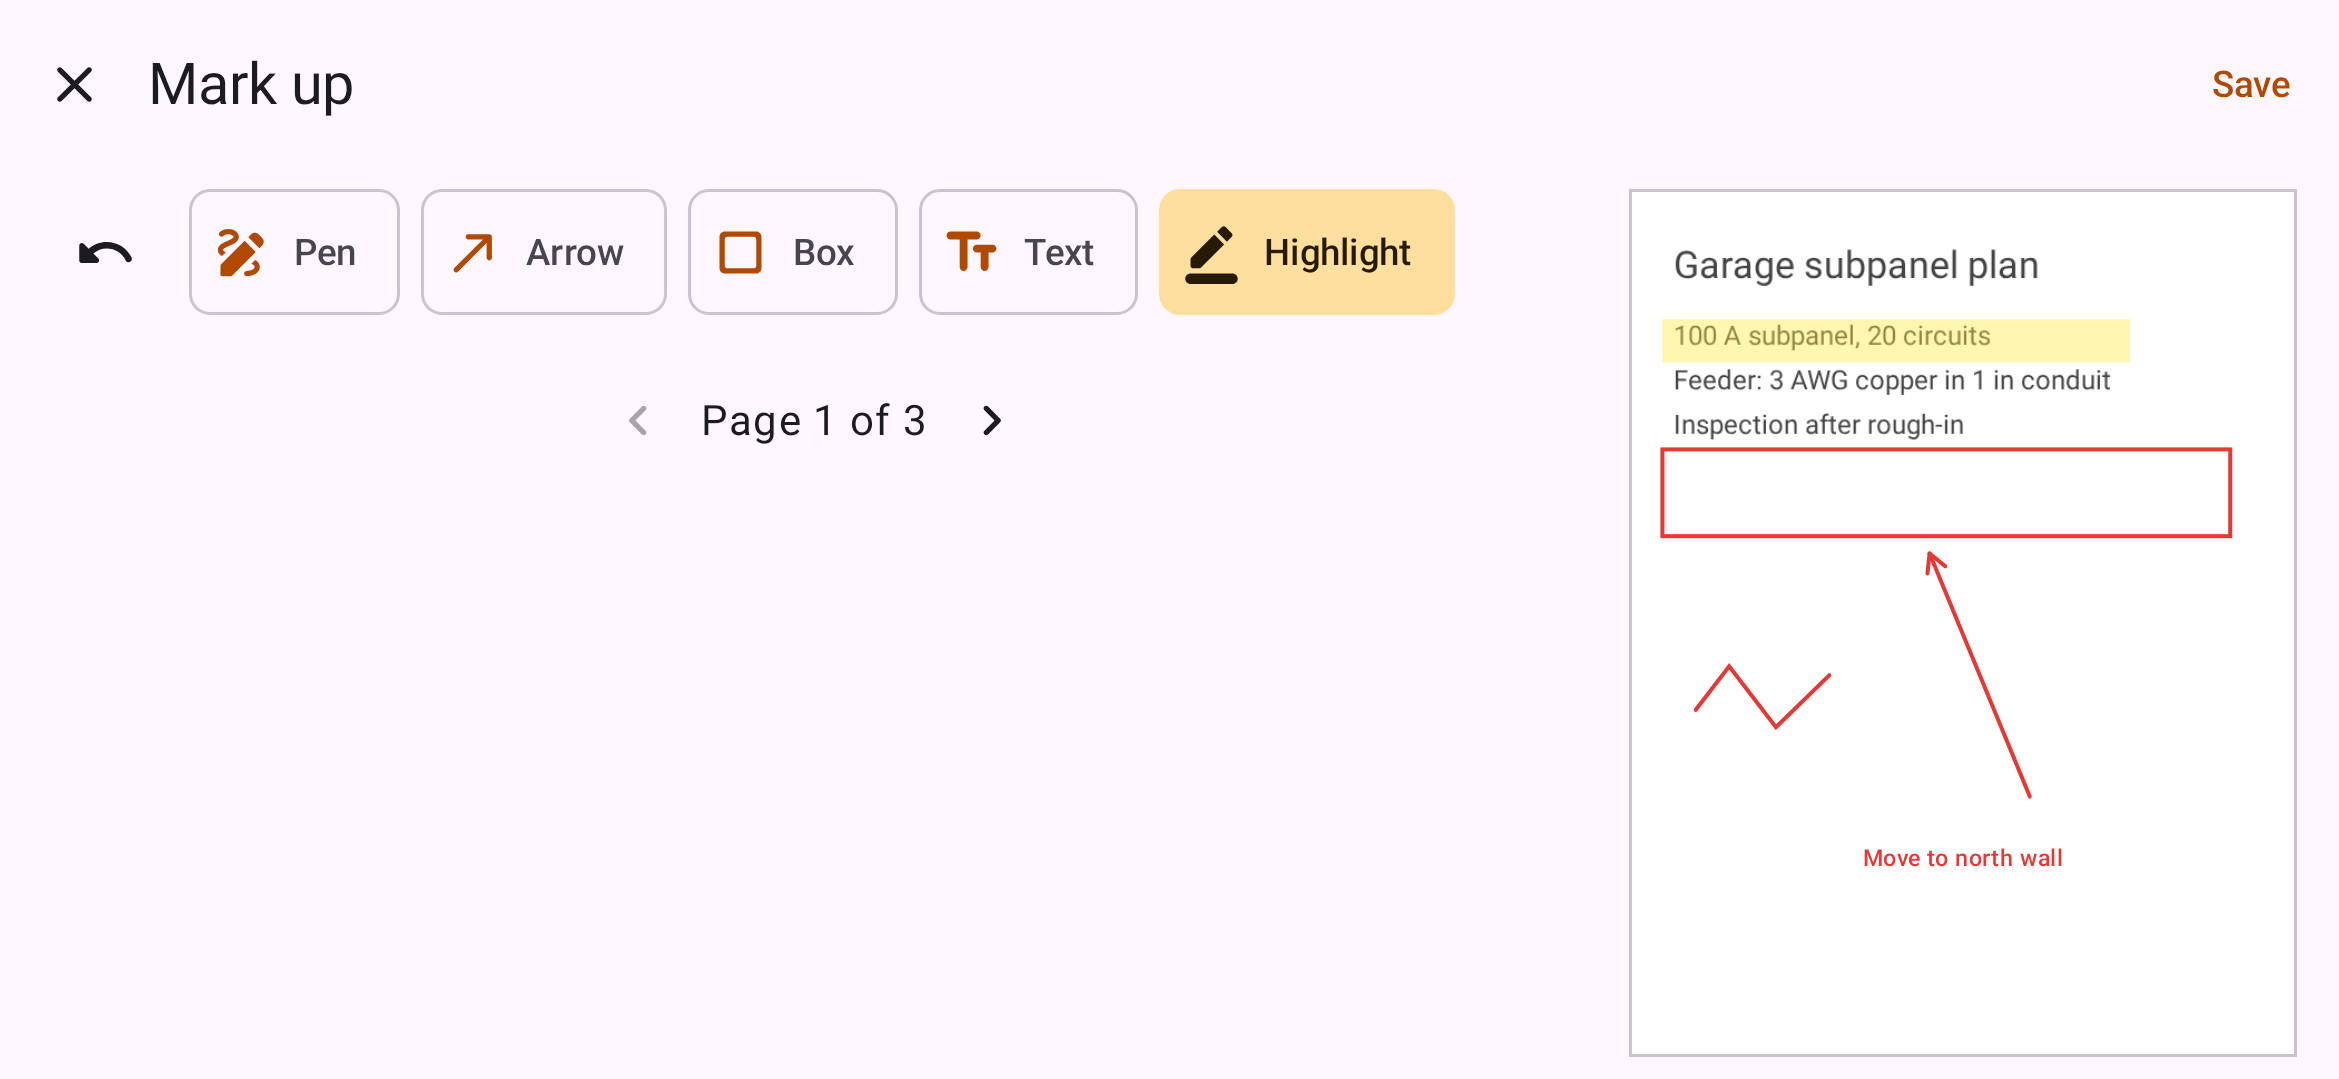 Mark up
Save
Pen
Arrow
Box
Text
Highlight
Page 1 of 3
Garage subpanel plan
100 A subpanel, 20 circuits
Feeder: 3 AWG copper in 1 in conduit
Inspection after rough-in
Move to north wall